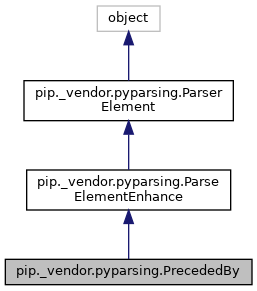 object
pip._vendor.pyparsing.Parser
Element
pip._vendor.pyparsing.Parse
ElementEnhance
pip._vendor.pyparsing.PrecededBy